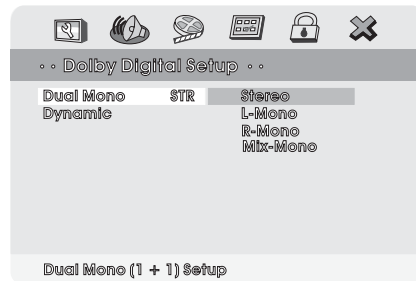 •• Dolby Digital Setup ••
Dual Mono STR Stereo
Dynamic L-Mono
R-Mono
Mix-Mono
Dual Mono (1 + 1) Setup